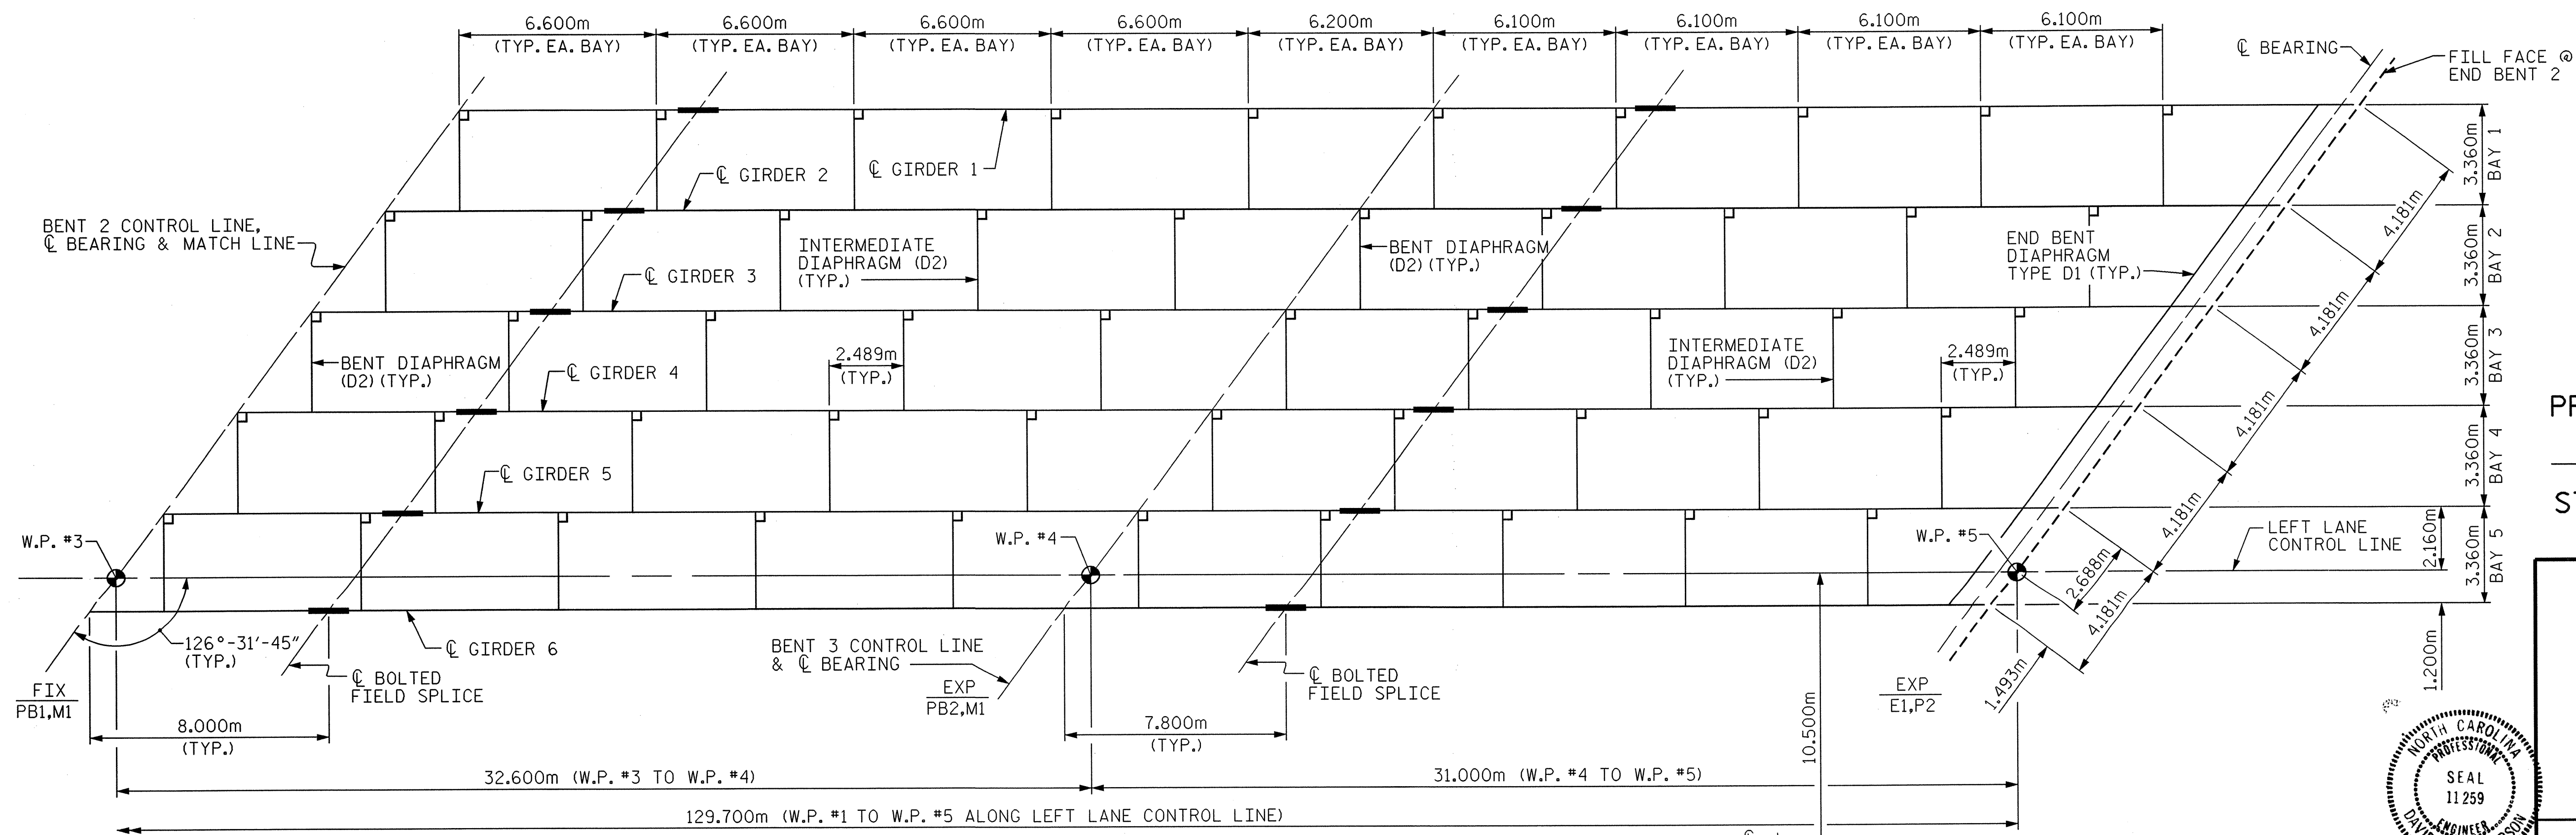 6.600m 6.600m 6.600m 6.600m 6.200m 6.100m 6.100m 6.100m 6.100m
(TYP. EA. BAY) (TYP. EA. BAY) (TYP. EA. BAY) (TYP. EA. BAY) (TYP. EA. BAY) (TYP. EA. BAY) (TYP. EA. BAY) (TYP. EA. BAY) (TYP. EA. BAY)
℄ BEARING
FILL FACE @
END BENT 2
3.360m
BAY 1
℄ GIRDER 2
℄ GIRDER 1
BENT 2 CONTROL LINE,
℄ BEARING & MATCH LINE
INTERMEDIATE
DIAPHRAGM (D2)
(TYP.)
BENT DIAPHRAGM
(D2) (TYP.)
END BENT
DIAPHRAGM
TYPE D1 (TYP.)
4.181m
3.360m
BAY 2
℄ GIRDER 3
4.181m
BENT DIAPHRAGM
(D2) (TYP.)
℄ GIRDER 4
2.489m
(TYP.)
INTERMEDIATE
DIAPHRAGM (D2)
(TYP.)
2.489m
(TYP.)
3.360m
BAY 3
4.181m
3.360m
BAY 4
℄ GIRDER 5
4.181m
W.P. #3
W.P. #4
W.P. #5
LEFT LANE
CONTROL LINE
2.160m
3.360m
BAY 5
2.688m
4.181m
1.493m
1.200m
126°-31'-45"
(TYP.)
℄ GIRDER 6
BENT 3 CONTROL LINE
& ℄ BEARING
℄ BOLTED
FIELD SPLICE
℄ BOLTED
FIELD SPLICE
FIX
PB1,M1
EXP
PB2,M1
EXP
E1,P2
8.000m
(TYP.)
7.800m
(TYP.)
10.500m
32.600m (W.P. #3 TO W.P. #4)
31.000m (W.P. #4 TO W.P. #5)
129.700m (W.P. #1 TO W.P. #5 ALONG LEFT LANE CONTROL LINE)
NORTH CAROLINA
PROFESSIONAL
SEAL
11259
ENGINEER